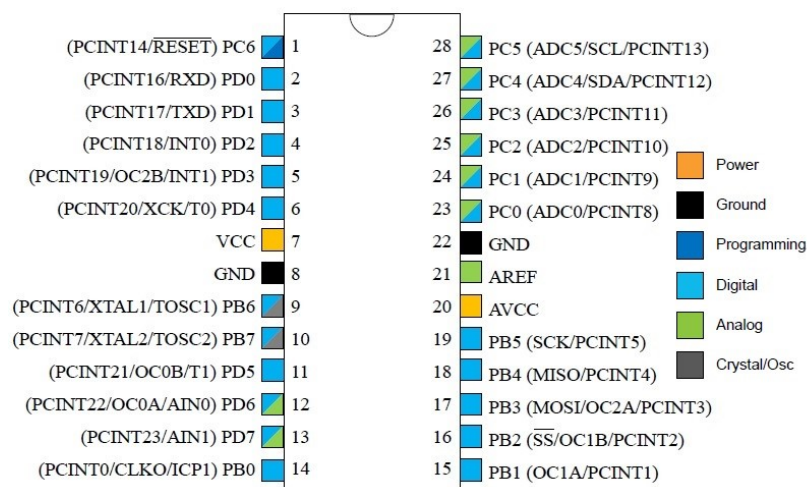 (PCINT14/RESET) PC6 1
(PCINT16/RXD) PD0 2
(PCINT17/TXD) PD1 3
(PCINT18/INT0) PD2 4
(PCINT19/OC2B/INT1) PD3 5
(PCINT20/XCK/T0) PD4 6
VCC 7
GND 8
(PCINT6/XTAL1/TOSC1) PB6 9
(PCINT7/XTAL2/TOSC2) PB7 10
(PCINT21/OC0B/T1) PD5 11
(PCINT22/OC0A/AIN0) PD6 12
(PCINT23/AIN1) PD7 13
(PCINT0/CLKO/ICP1) PB0 14
28 PC5 (ADC5/SCL/PCINT13)
27 PC4 (ADC4/SDA/PCINT12)
26 PC3 (ADC3/PCINT11)
25 PC2 (ADC2/PCINT10)
24 PC1 (ADC1/PCINT9)
23 PC0 (ADC0/PCINT8)
22 GND
21 AREF
20 AVCC
19 PB5 (SCK/PCINT5)
18 PB4 (MISO/PCINT4)
17 PB3 (MOSI/OC2A/PCINT3)
16 PB2 (SS/OC1B/PCINT2)
15 PB1 (OC1A/PCINT1)
Power
Ground
Programming
Digital
Analog
Crystal/Osc